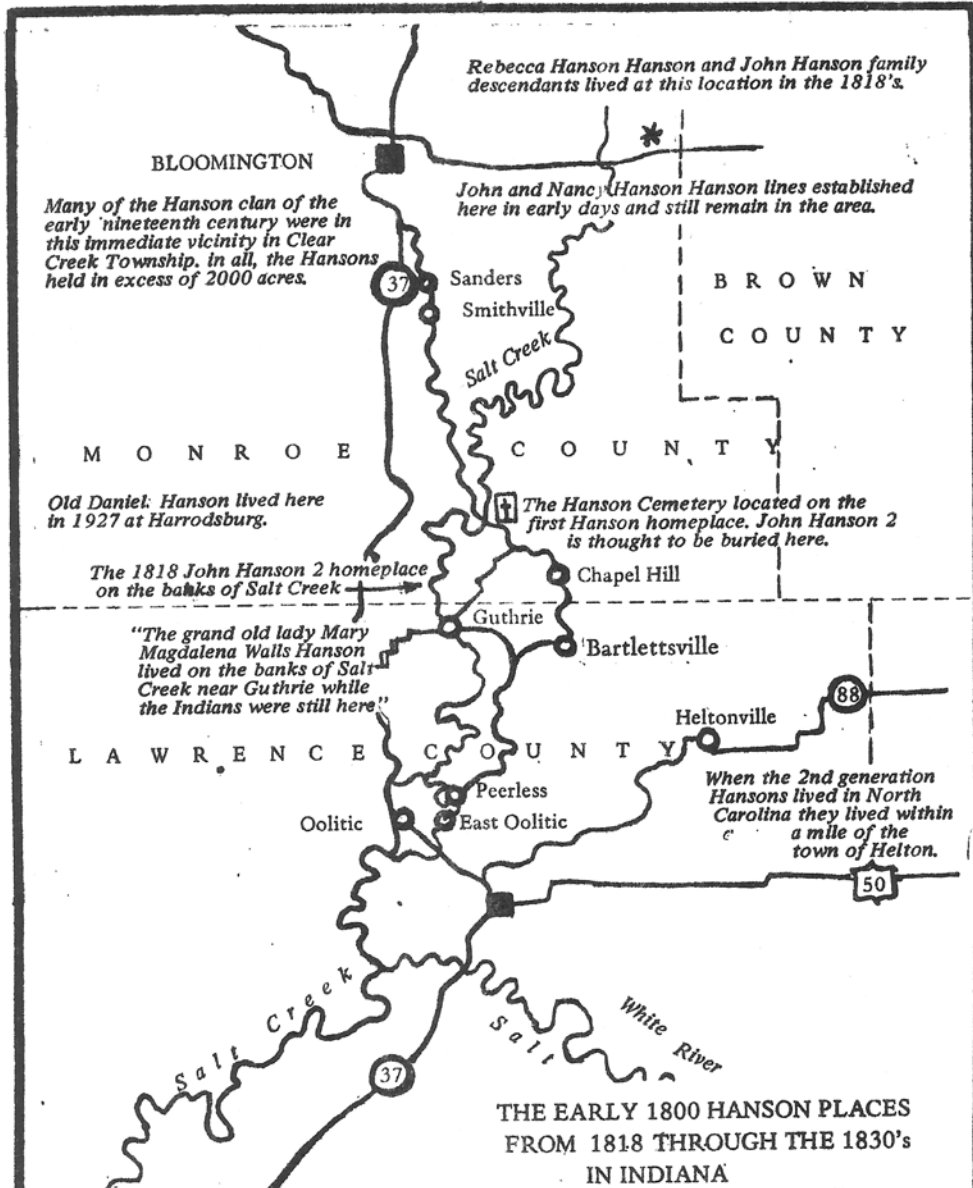 Rebecca Hanson Hanson and John Hanson family
descendants lived at this location in the 1818's.
*
BLOOMINGTON
John and Nancy Hanson Hanson lines established
here in early days and still remain in the area.
Many of the Hanson clan of the
early nineteenth century were in
this immediate vicinity in Clear
Creek Township. in all, the Hansons
held in excess of 2000 acres.
37
Sanders
Smithville
BROWN
COUNTY
Salt Creek
MONROE COUNTY
Old Daniel: Hanson lived here
in 1927 at Harrodsburg.
The Hanson Cemetery located on the
first Hanson homeplace. John Hanson 2
is thought to be buried here.
The 1818 John Hanson 2 homeplace
on the banks of Salt Creek
Chapel Hill
Guthrie
Bartlettsville
"The grand old lady Mary
Magdalena Walls Hanson
lived on the banks of Salt
Creek near Guthrie while
the Indians were still here"
88
Heltonville
LAWRENCE COUNTY
When the 2nd generation
Hansons lived in North
Carolina they lived within
a mile of the
town of Helton.
Peerless
Oolitic
East Oolitic
50
Salt Creek
Salt
White River
37
THE EARLY 1800 HANSON PLACES
FROM 1818 THROUGH THE 1830's
IN INDIANA